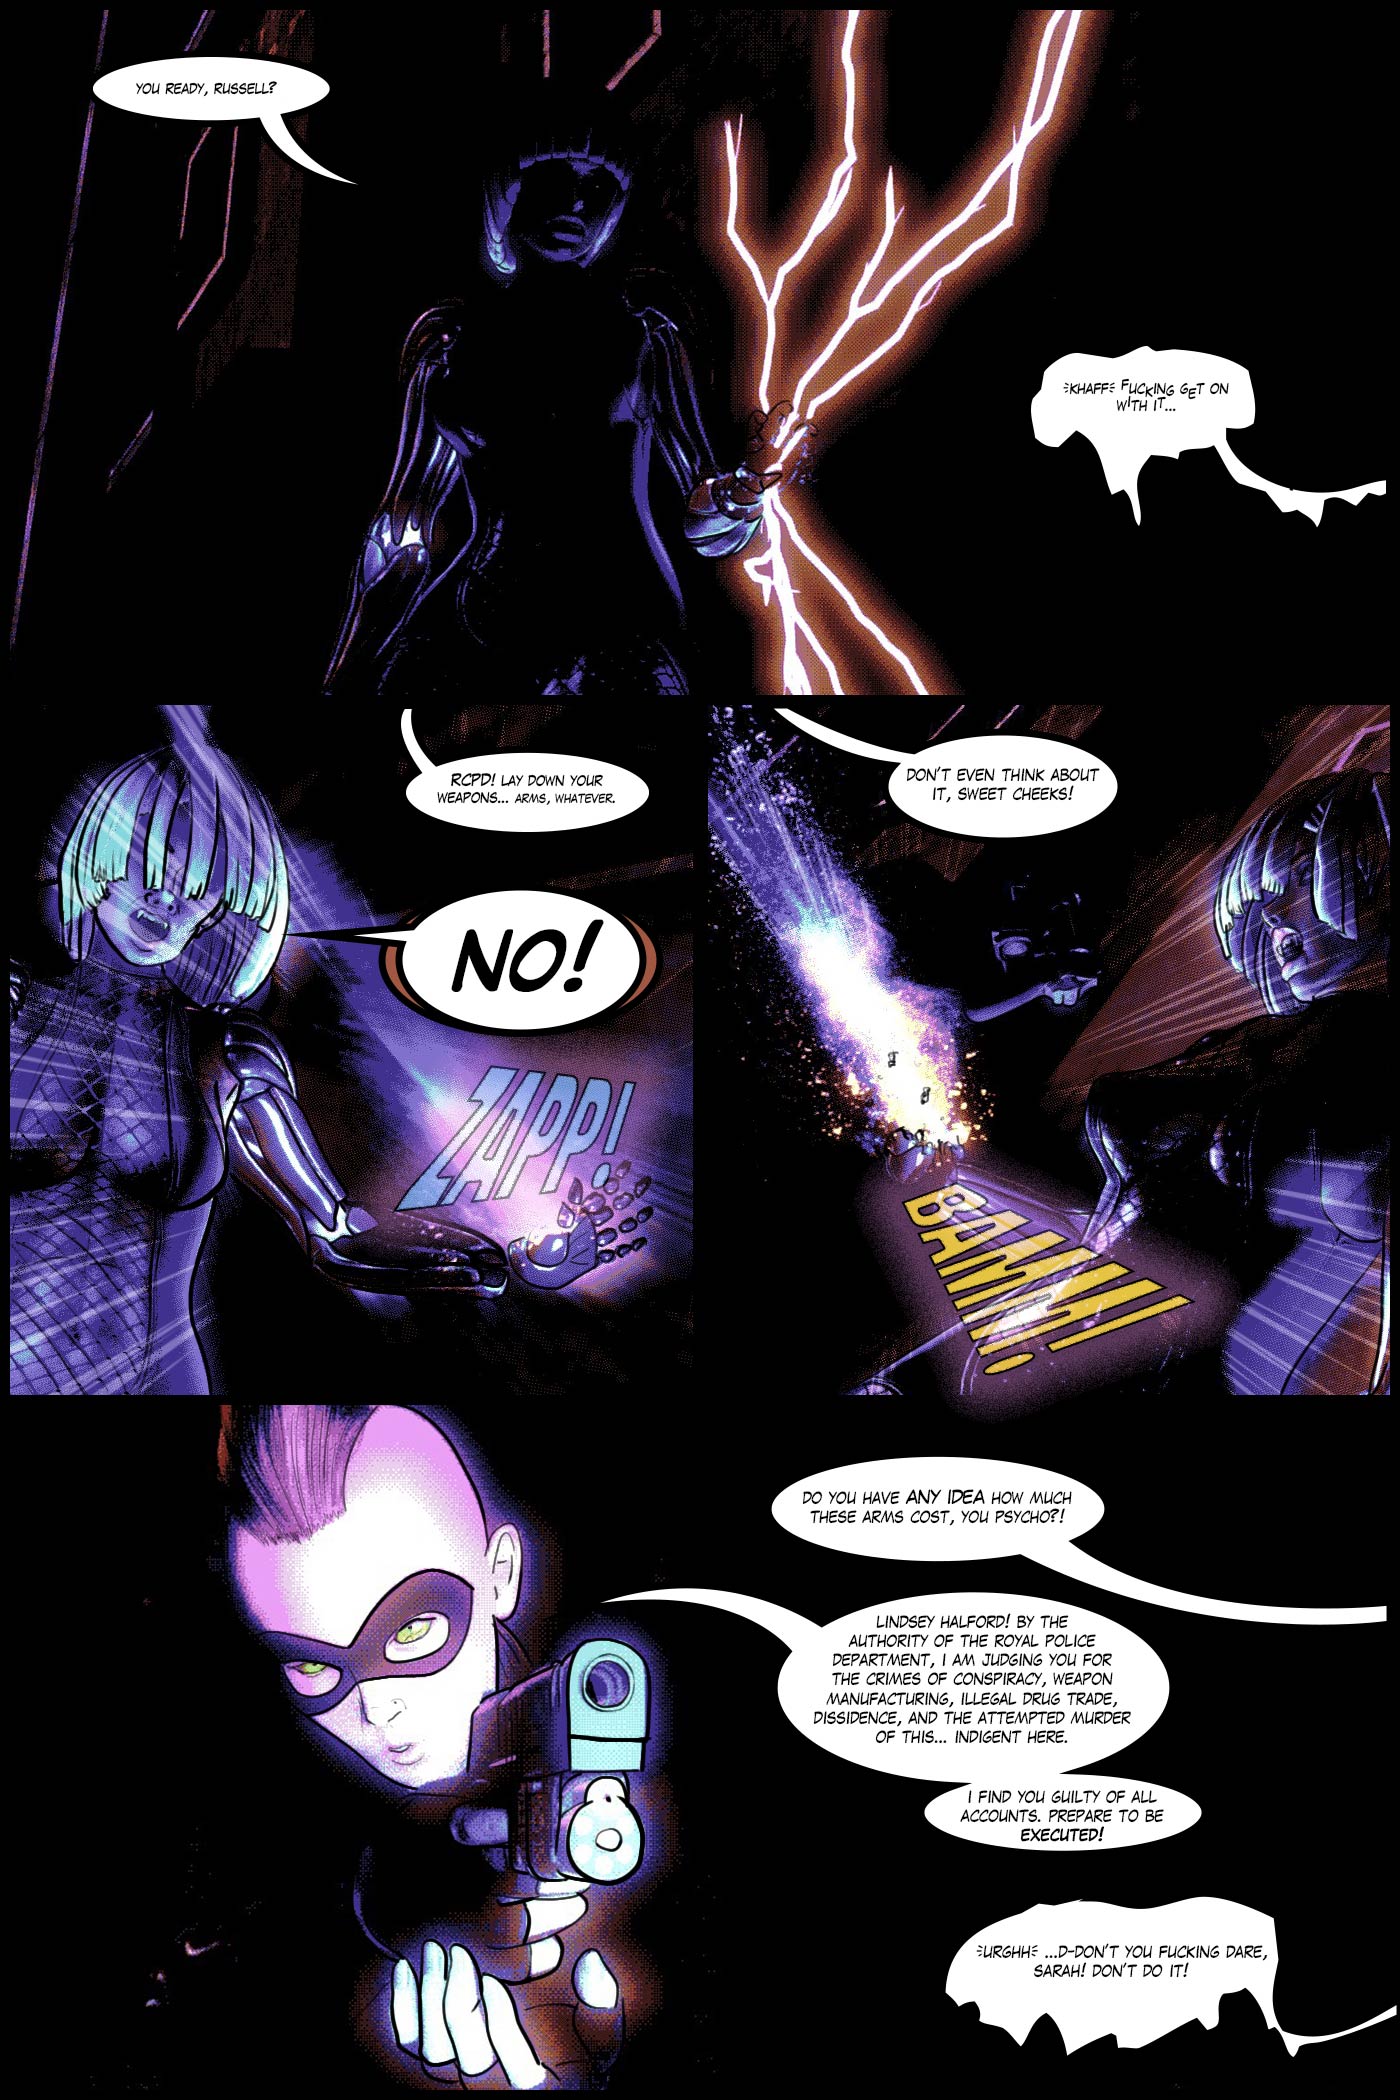 YOU READY, RUSSELL?
KHAFF FUCKING GET ON
WITH IT...
RCPD! LAY DOWN YOUR
WEAPONS... ARMS, WHATEVER.
NO!
ZAPP!
DON'T EVEN THINK ABOUT
IT, SWEET CHEEKS!
BAMM!
DO YOU HAVE ANY IDEA HOW MUCH
THESE ARMS COST, YOU PSYCHO?!
LINDSEY HALFORD! BY THE
AUTHORITY OF THE ROYAL POLICE
DEPARTMENT, I AM JUDGING YOU FOR
THE CRIMES OF CONSPIRACY, WEAPON
MANUFACTURING, ILLEGAL DRUG TRADE,
DISSIDENCE, AND THE ATTEMPTED MURDER
OF THIS... INDIGENT HERE.
I FIND YOU GUILTY OF ALL
ACCOUNTS. PREPARE TO BE
EXECUTED!
URGHH ...D-DON'T YOU FUCKING DARE,
SARAH! DON'T DO IT!